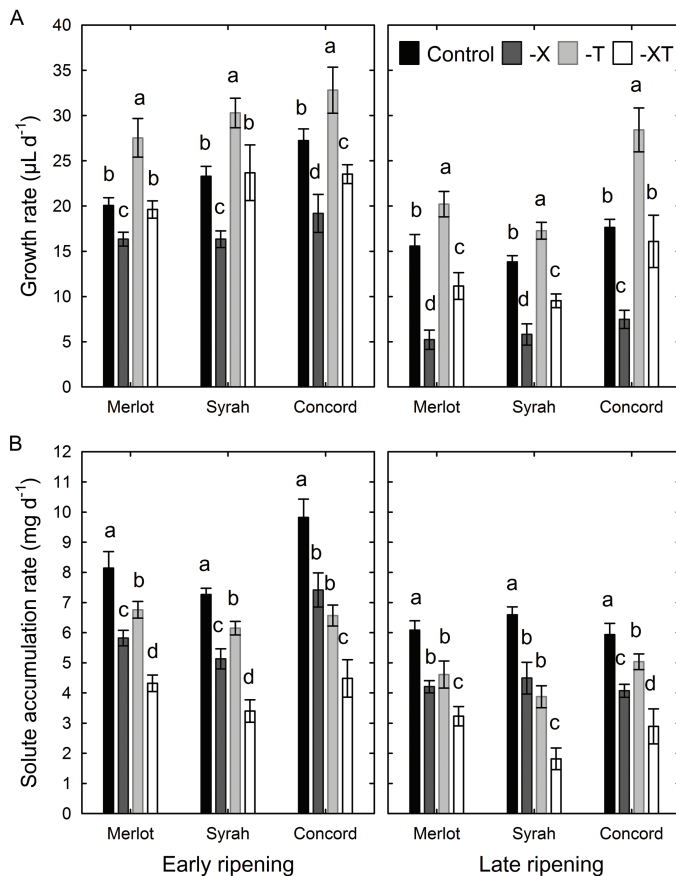 A
Growth rate (µL d⁻¹)
40
35
30
25
20
15
10
5
0
b c a b
b c a b
b d a c
Merlot Syrah Concord
Control -X -T -XT
b d a c
b d a c
b c a b
Merlot Syrah Concord
B
Solute accumulation rate (mg d⁻¹)
12
11
10
9
8
7
6
5
4
3
2
1
0
a c b d
a c b d
a b b c
Merlot Syrah Concord
Early ripening
a b b c
a b b c
a c b d
Merlot Syrah Concord
Late ripening